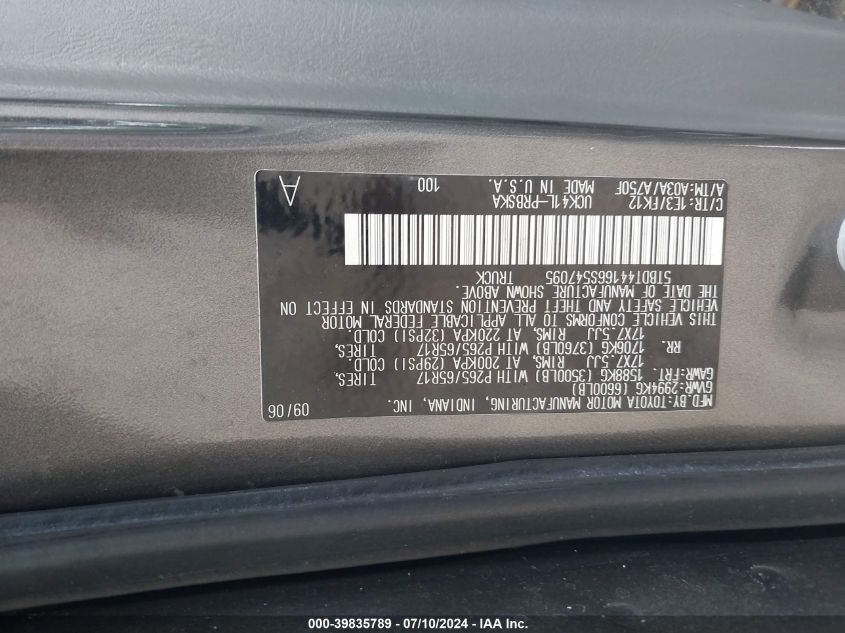 MFD.BY:TOYOTA MOTOR MANUFACTURING, INDIANA, INC. 09/06
GVWR:2994KG (6600LB)
GAWR:FRT. 1588KG (3500LB) WITH P265/65R17 TIRES,
17X7.5JJ RIMS, AT 200KPA (29PSI) COLD.
RR. 1706KG (3760LB) WITH P265/65R17 TIRES,
17X7.5JJ RIMS, AT 220KPA (32PSI) COLD.
THIS VEHICLE CONFORMS TO ALL APPLICABLE FEDERAL MOTOR
VEHICLE SAFETY AND THEFT PREVENTION STANDARDS IN EFFECT ON
THE DATE OF MANUFACTURE SHOWN ABOVE.
5TBDT44166S547095 TRUCK
C/TR:1E3/FK12 UCK41L-PRBSKA
A/TM:A03A/A750F MADE IN U.S.A. 100 A
000-39835789 - 07/10/2024 - IAA Inc.